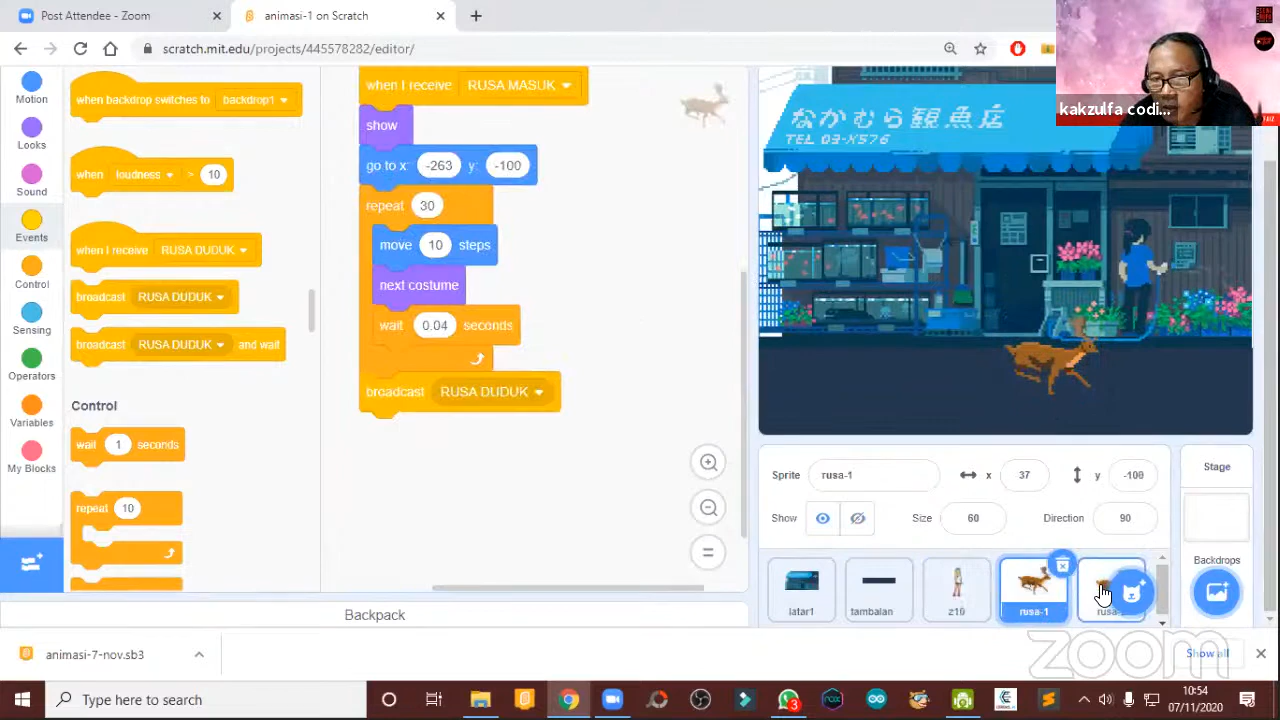 Post Attendee - Zoom
animasi-1 on Scratch
scratch.mit.edu/projects/445578282/editor/
kakzulfa codi...
Motion
Looks
Sound
Events
Control
Sensing
Operators
Variables
My Blocks
when backdrop switches to backdrop1
when loudness > 10
when I receive RUSA DUDUK
broadcast RUSA DUDUK
broadcast RUSA DUDUK and wait
Control
wait 1 seconds
repeat 10
when I receive RUSA MASUK
show
go to x: -263 y: -100
repeat 30
move 10 steps
next costume
wait 0.04 seconds
broadcast RUSA DUDUK
Backpack
なかむら観魚店
TEL 03-X576
Sprite rusa-1 x 37 y -100
Show Size 60 Direction 90
Stage
Backdrops
latar1
tambalan
z10
rusa-1
rusa-
zoom
animasi-7-nov.sb3
Show all
Type here to search
3
10:54
07/11/2020